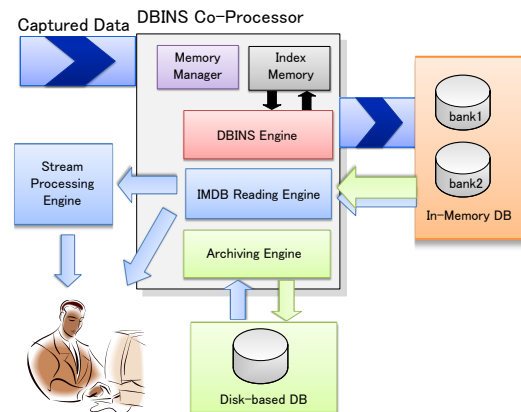 Captured Data
DBINS Co-Processor
Memory
Manager
Index
Memory
DBINS Engine
bank1
bank2
In-Memory DB
Stream
Processing
Engine
IMDB Reading Engine
Archiving Engine
Disk-based DB